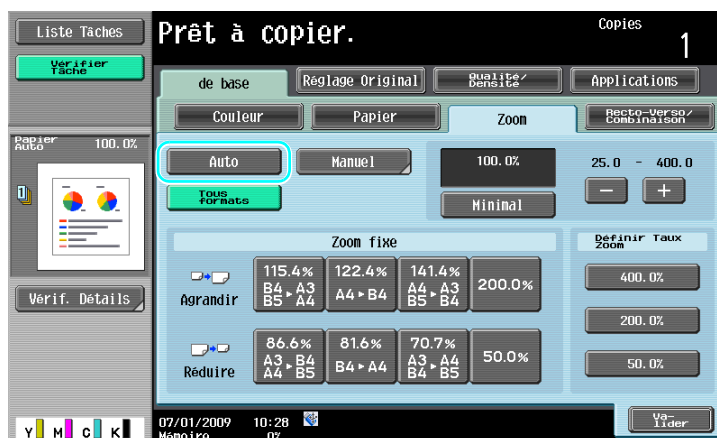 Liste Tâches
Prêt à copier.
Copies
1
Vérifier
Tâche
de base
Réglage Original
Qualité/
Densité
Applications
Couleur
Papier
Zoom
Recto-Verso/
Combinaison
Papier
Auto
100.0%
Auto
Manuel
100.0%
25.0 - 400.0
Tous
formats
Minimal
1
− +
Zoom fixe
Définir Taux
Zoom
Agrandir
115.4%
B4▸A3
B5▸A4
122.4%
A4▸B4
141.4%
A4▸A3
B5▸B4
200.0%
400.0%
Vérif. Détails
200.0%
Réduire
86.6%
A3▸B4
A4▸B5
81.6%
B4▸A4
70.7%
A3▸A4
B4▸B5
50.0%
50.0%
07/01/2009 10:28
Mémoire 0%
Va-
lider
Y M C K